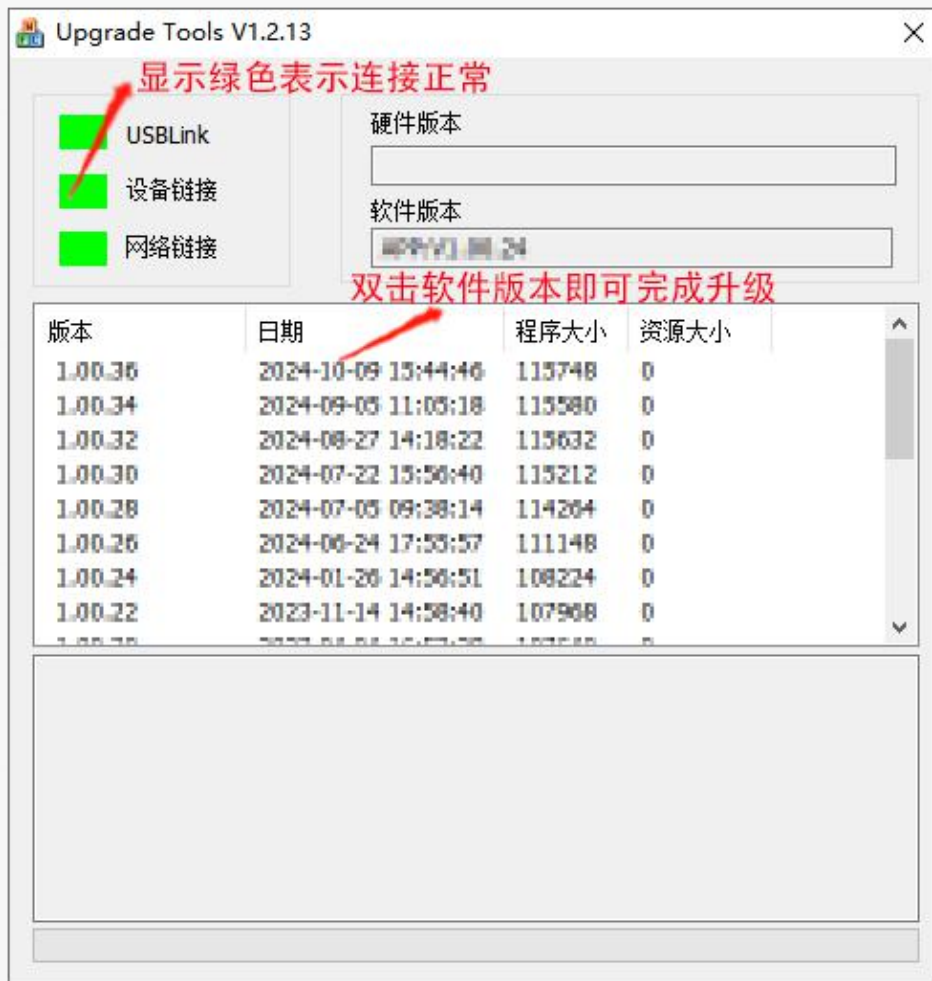 Upgrade Tools V1.2.13
显示绿色表示连接正常
USBLink
设备链接
网络链接
硬件版本
软件版本
APP:V1.00.24
双击软件版本即可完成升级
版本 日期 程序大小 资源大小
1.00.36 2024-10-09 15:44:46 115748 0
1.00.34 2024-09-05 11:05:18 115580 0
1.00.32 2024-08-27 14:18:22 115632 0
1.00.30 2024-07-22 15:56:40 115212 0
1.00.28 2024-07-05 09:38:14 114264 0
1.00.26 2024-06-24 17:55:57 111148 0
1.00.24 2024-01-26 14:56:51 108224 0
1.00.22 2023-11-14 14:58:40 107968 0